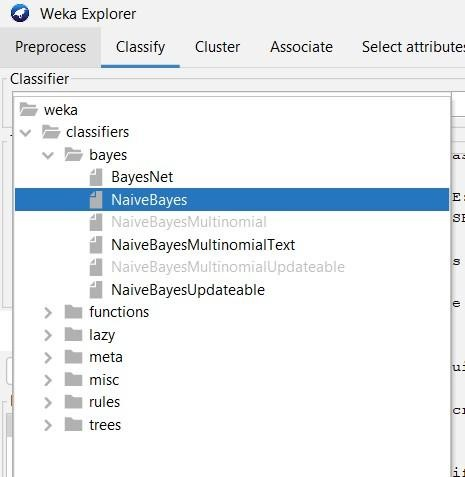 Weka Explorer
Preprocess Classify Cluster Associate Select attributes
Classifier
weka
classifiers
bayes
BayesNet
NaiveBayes
NaiveBayesMultinomial
NaiveBayesMultinomialText
NaiveBayesMultinomialUpdateable
NaiveBayesUpdateable
functions
lazy
meta
misc
rules
trees